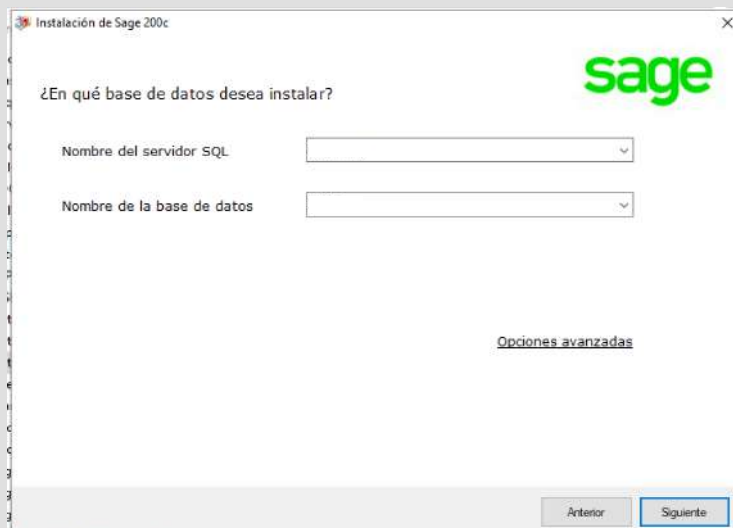 Instalación de Sage 200c
sage
¿En qué base de datos desea instalar?
Nombre del servidor SQL
Nombre de la base de datos
Opciones avanzadas
Anterior
Siguiente